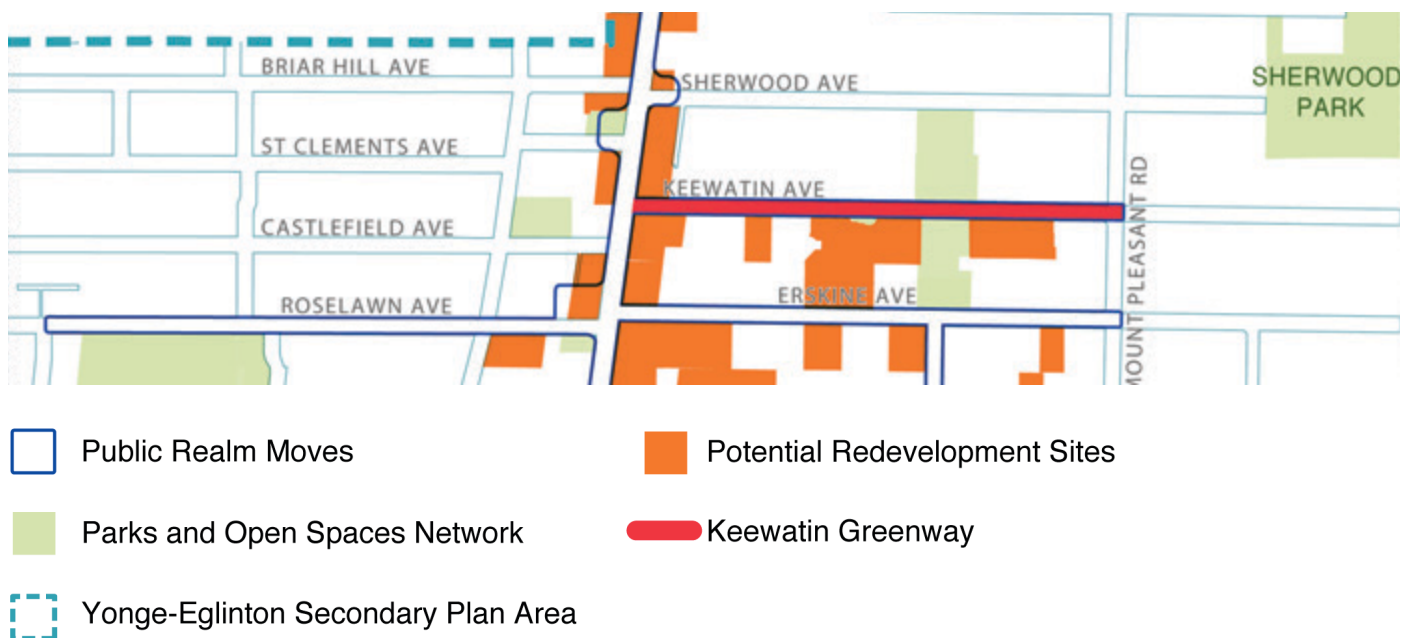 BRIAR HILL AVE
SHERWOOD AVE
SHERWOOD
PARK
ST CLEMENTS AVE
KEEWATIN AVE
CASTLEFIELD AVE
MOUNT PLEASANT RD
ROSELAWN AVE
ERSKINE AVE
Public Realm Moves
Potential Redevelopment Sites
Parks and Open Spaces Network
Keewatin Greenway
Yonge-Eglinton Secondary Plan Area